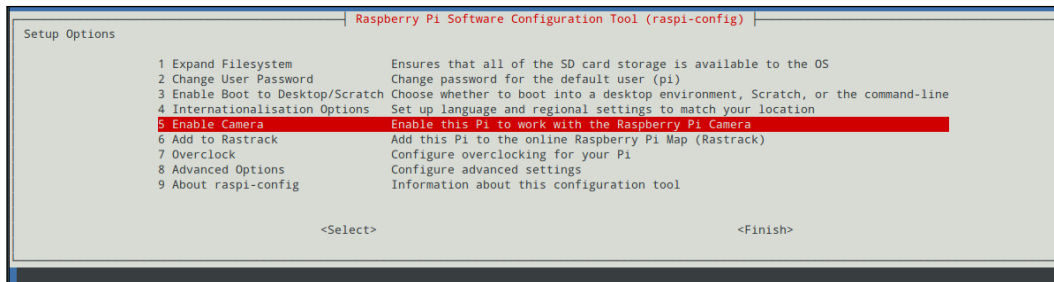 Raspberry Pi Software Configuration Tool (raspi-config)
Setup Options
1 Expand Filesystem Ensures that all of the SD card storage is available to the OS
2 Change User Password Change password for the default user (pi)
3 Enable Boot to Desktop/Scratch Choose whether to boot into a desktop environment, Scratch, or the command-line
4 Internationalisation Options Set up language and regional settings to match your location
5 Enable Camera Enable this Pi to work with the Raspberry Pi Camera
6 Add to Rastrack Add this Pi to the online Raspberry Pi Map (Rastrack)
7 Overclock Configure overclocking for your Pi
8 Advanced Options Configure advanced settings
9 About raspi-config Information about this configuration tool
<Select> <Finish>